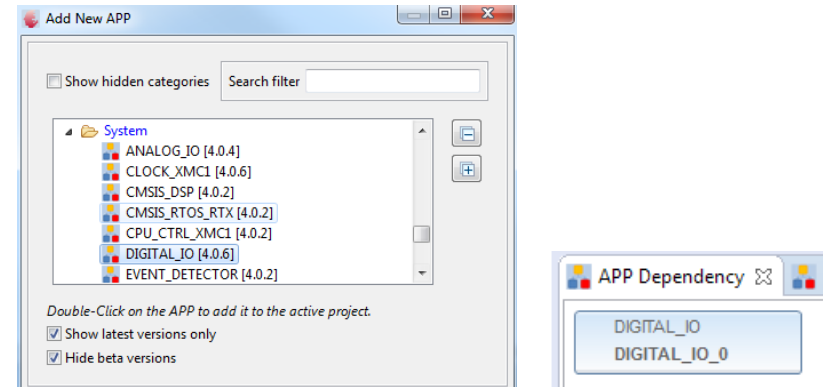 Add New APP
Show hidden categories
Search filter
System
ANALOG_IO [4.0.4]
CLOCK_XMC1 [4.0.6]
CMSIS_DSP [4.0.2]
CMSIS_RTOS_RTX [4.0.2]
CPU_CTRL_XMC1 [4.0.2]
DIGITAL_IO [4.0.6]
EVENT_DETECTOR [4.0.2]
Double-Click on the APP to add it to the active project.
Show latest versions only
Hide beta versions
APP Dependency
DIGITAL_IO
DIGITAL_IO_0